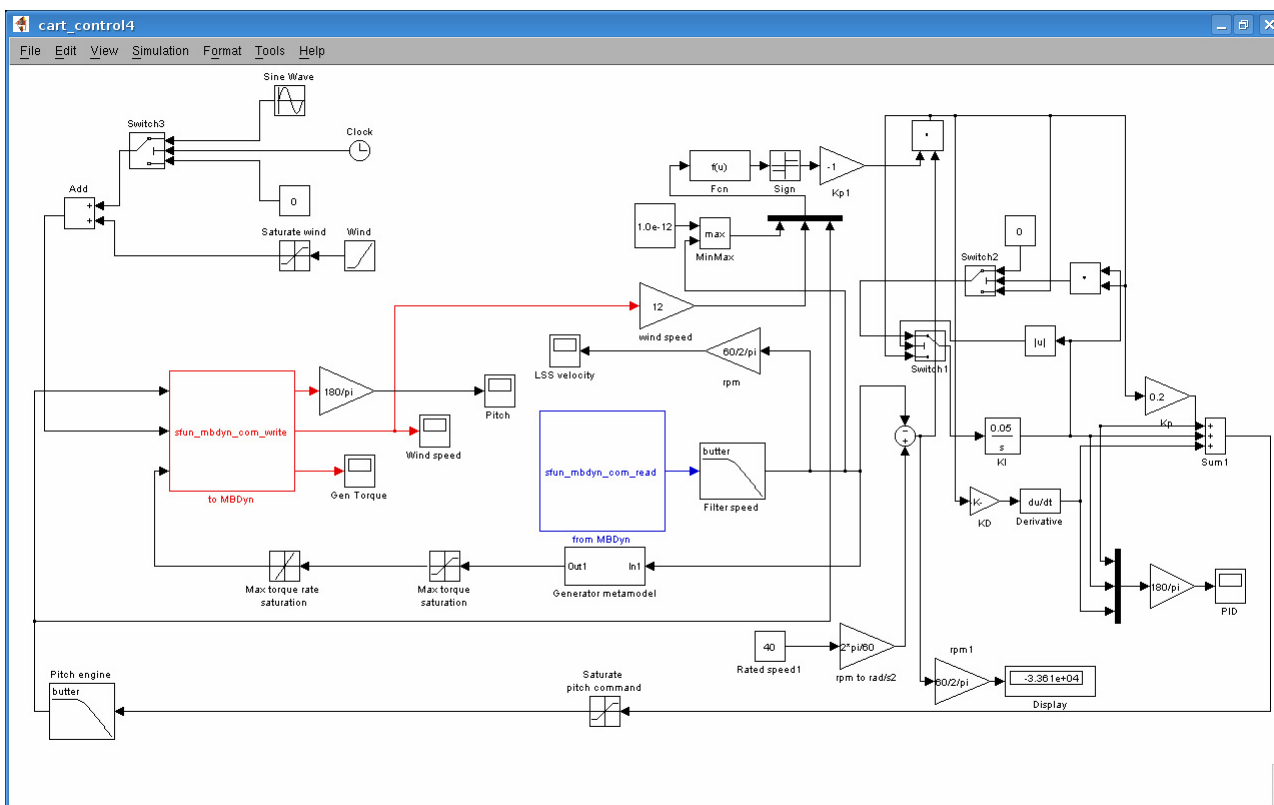 cart_control4
File Edit View Simulation Format Tools Help
Sine Wave
Switch3
Clock
0
Add
+
+
Saturate wind
Wind
f(u)
Fcn
Sign
-1
Kp1
1.0e-12
max
MinMax
0
Switch2
12
wind speed
|u|
LSS velocity
60/2/pi
rpm
Switch1
180/pi
Pitch
sfun_mbdyn_com_write
to MBDyn
Wind speed
Gen Torque
sfun_mbdyn_com_read
from MBDyn
butter
Filter speed
-
+
0.2
Kp
0.05
s
KI
+
+
+
Sum1
K-
KD
du/dt
Derivative
Max torque rate
saturation
Max torque
saturation
Out1
In1
Generator metamodel
180/pi
PID
40
Rated speed1
2*pi/60
rpm to rad/s2
rpm1
60/2/pi
-3.361e+04
Display
Pitch engine
butter
Saturate
pitch command